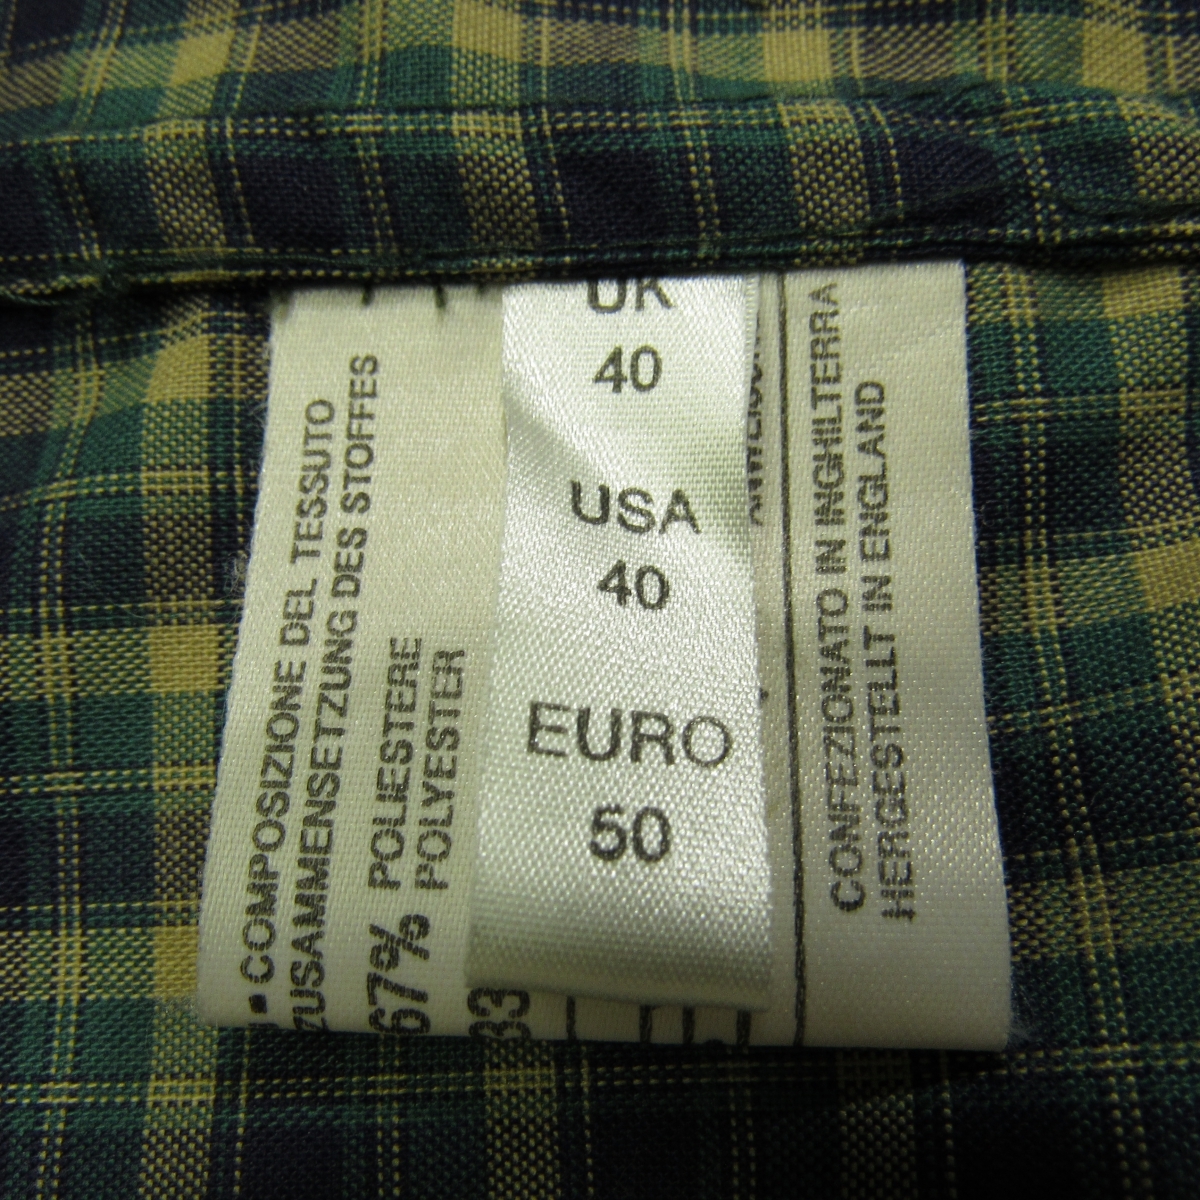 UK
40
USA
40
EURO
50
COMPOSIZIONE DEL TESSUTO
ZUSAMMENSETZUNG DES STOFFES
67% POLIESTERE
POLYESTER
33
CONFEZIONATO IN INGHILTERRA
HERGESTELLT IN ENGLAND